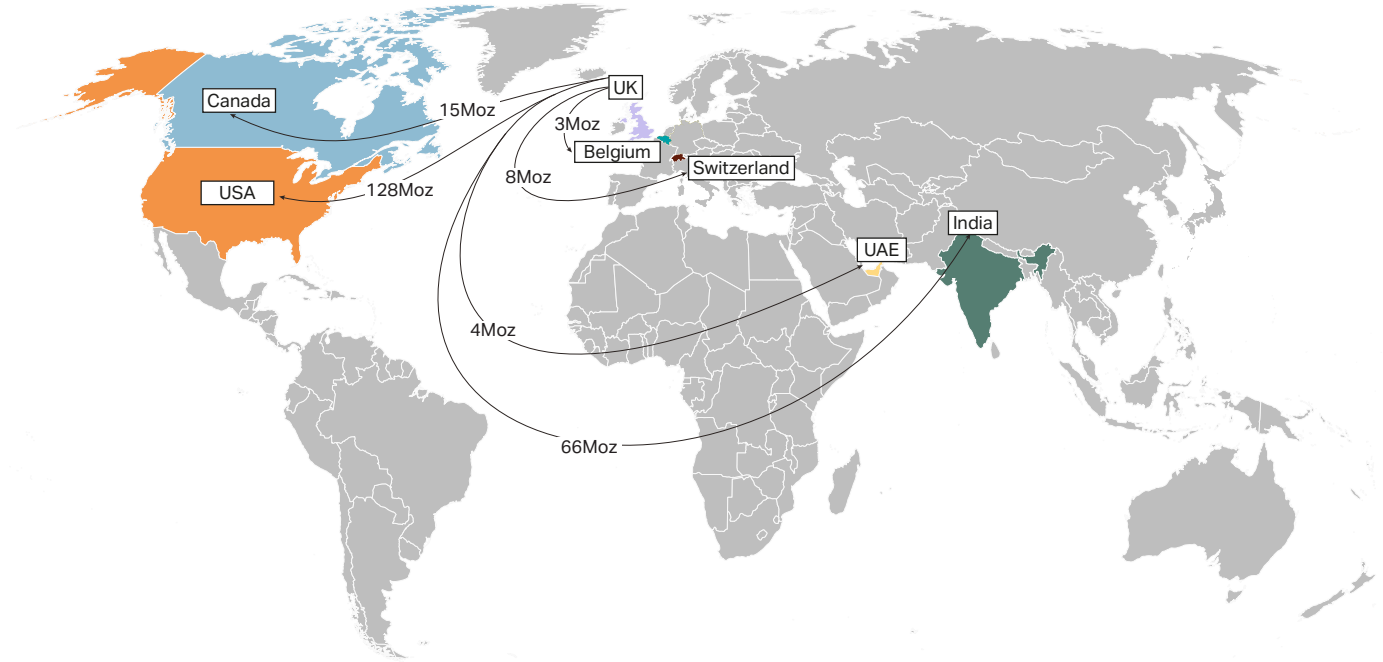 UK
Canada
15Moz
3Moz
Belgium
Switzerland
8Moz
128Moz
USA
India
UAE
4Moz
66Moz